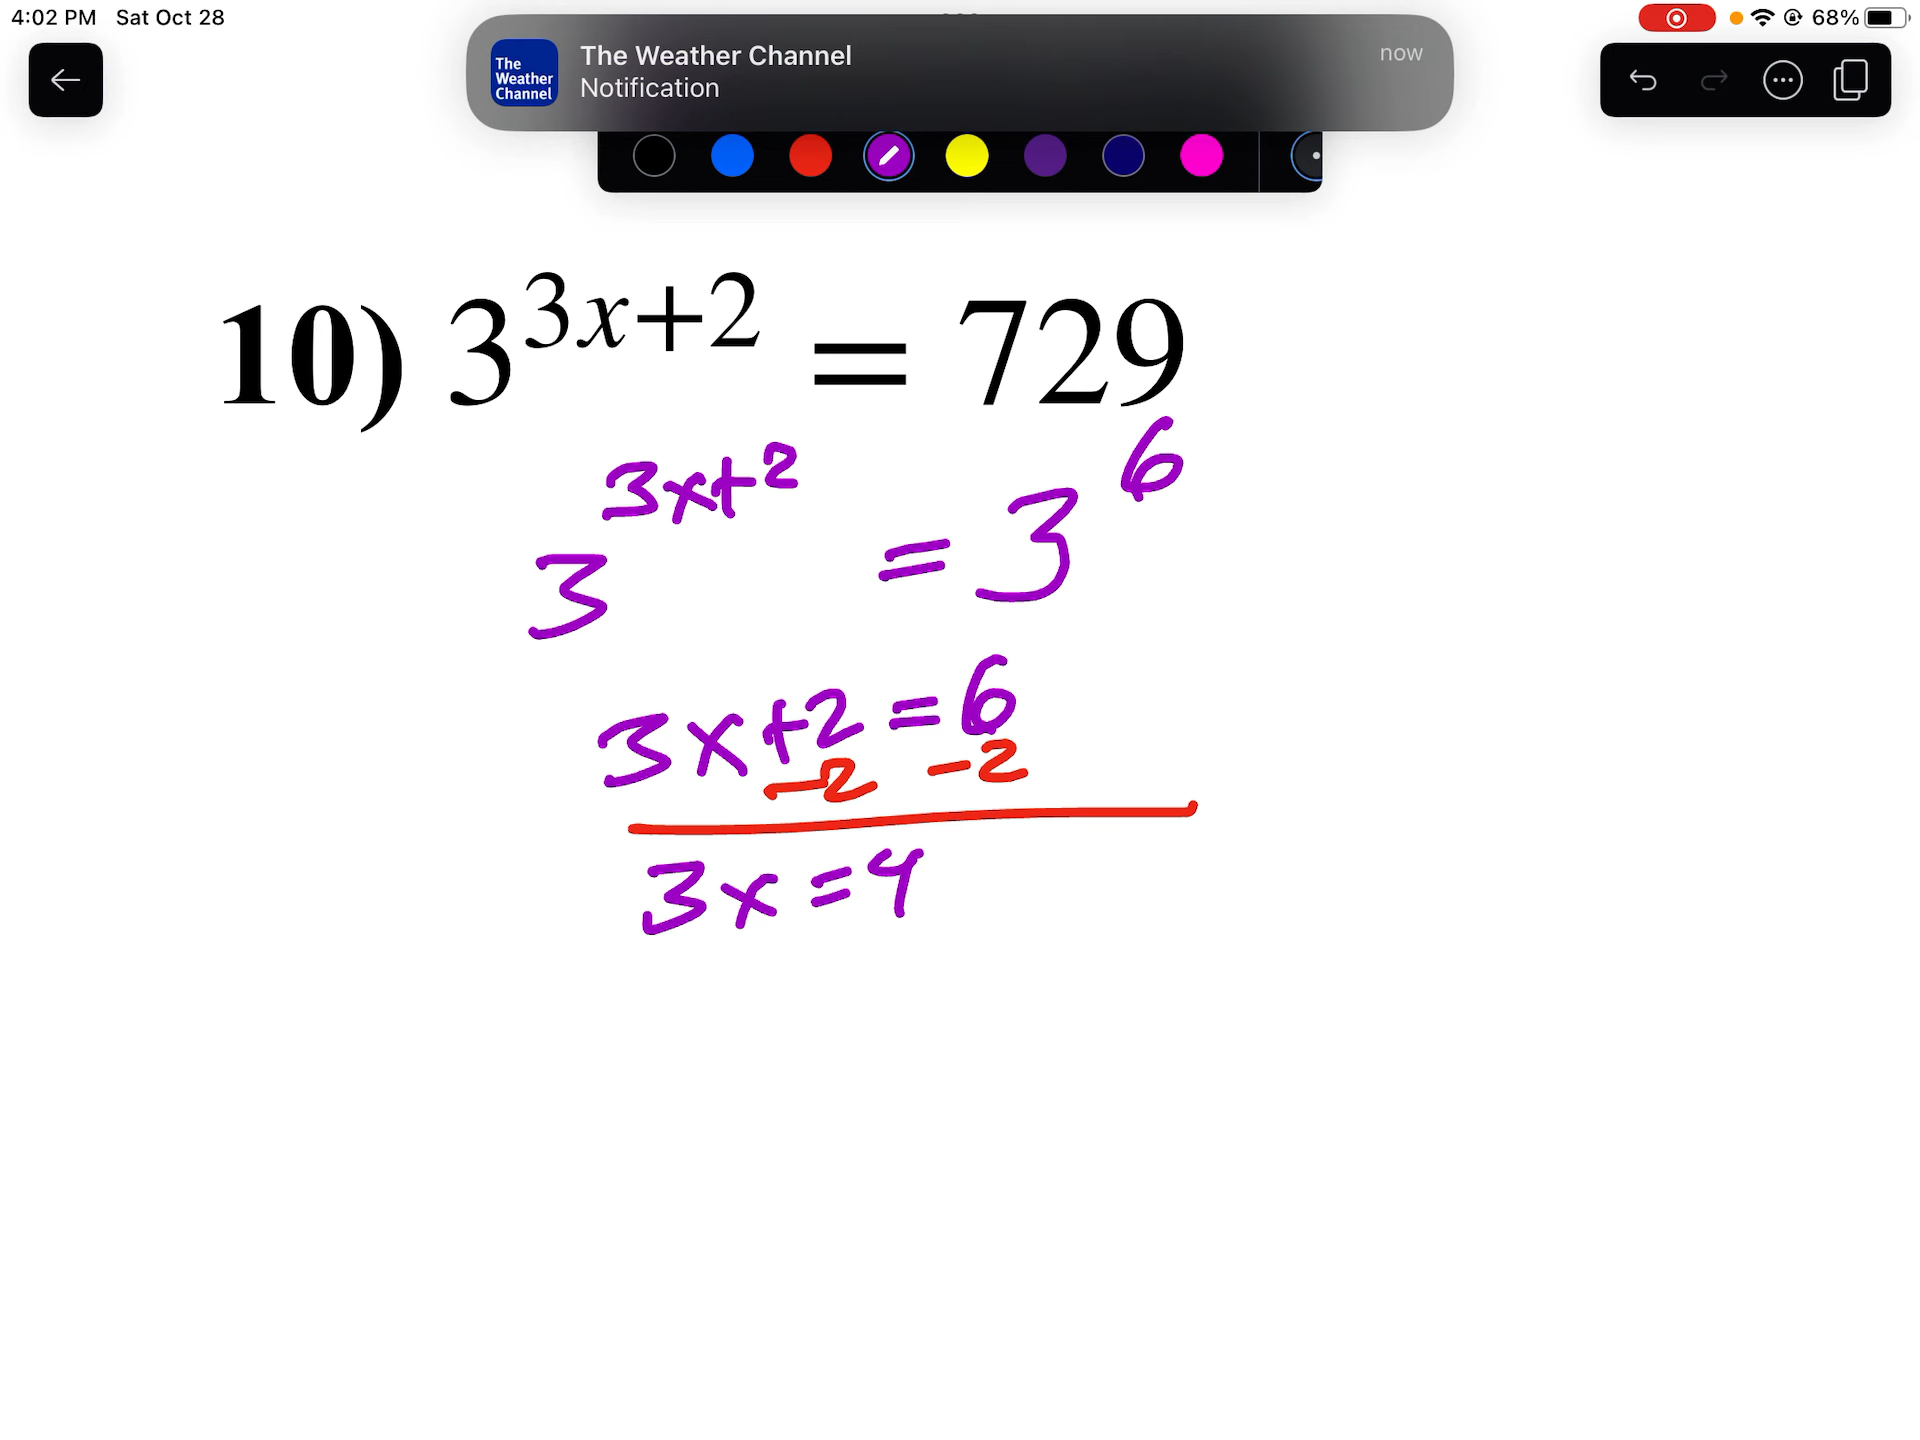 4:02 PM Sat Oct 28
68%
The Weather Channel
The Weather Channel
now
Notification
10) 3^{3x+2} = 729
3^{3x+2} = 3^6
3x+2=6
-2 -2
3x=4